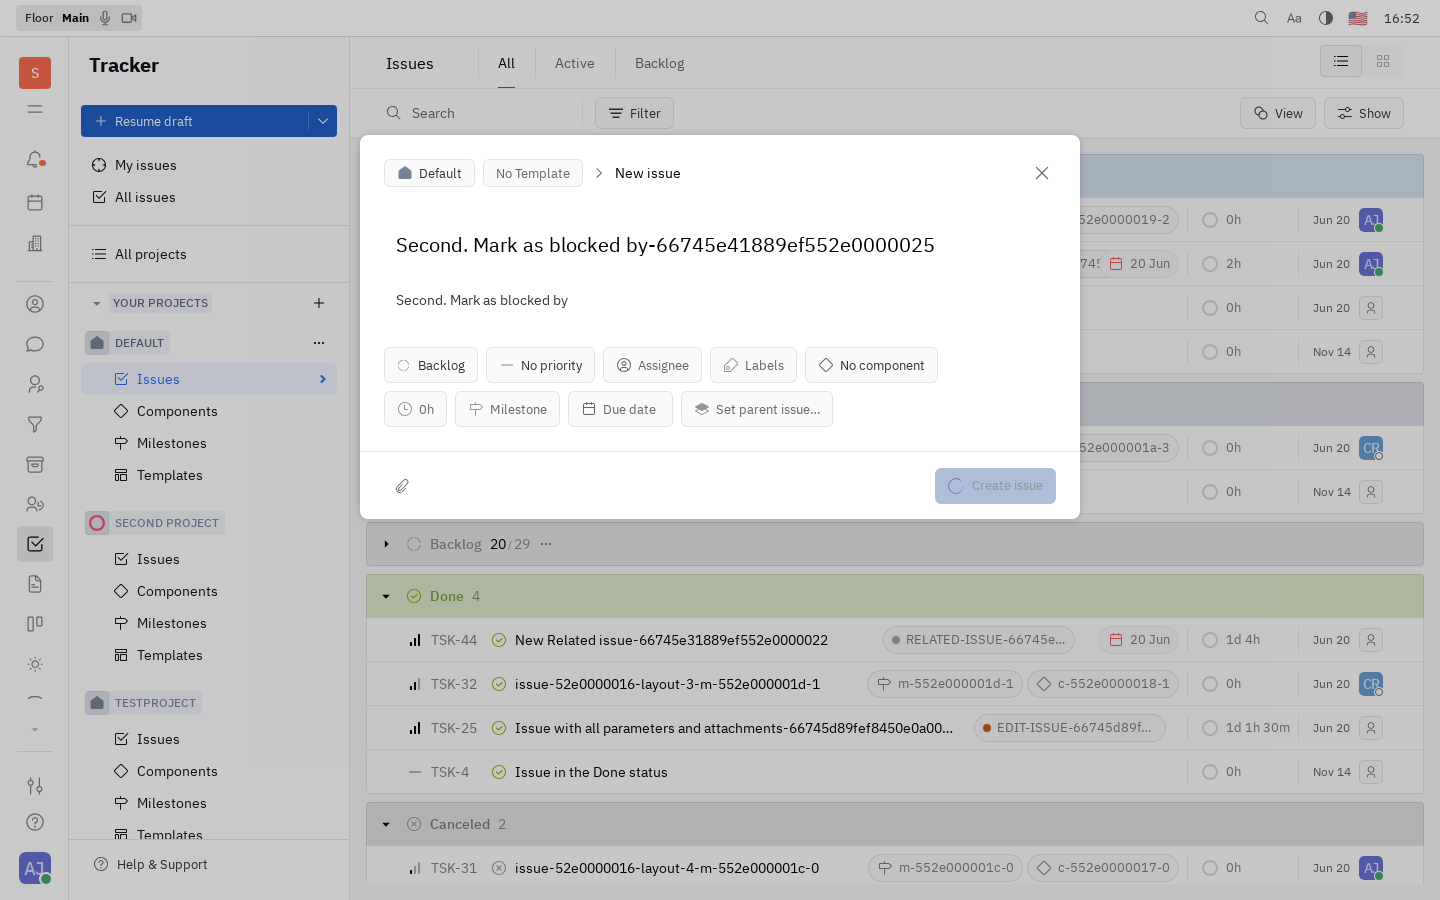 Floor Main
Aa
16:52
S
Tracker
Resume draft
My issues
All issues
All projects
YOUR PROJECTS
DEFAULT
Issues
Components
Milestones
Templates
SECOND PROJECT
Issues
Components
Milestones
Templates
TESTPROJECT
Issues
Components
Milestones
Templates
Help & Support
AJ
Issues All Active Backlog
Search Filter View Show
Default No Template New issue
Second. Mark as blocked by-66745e41889ef552e0000025
Second. Mark as blocked by
Backlog No priority Assignee Labels No component
0h Milestone Due date Set parent issue...
Create issue
552e0000019-2 0h Jun 20 AJ
20 Jun 2h Jun 20 AJ
0h Jun 20
0h Nov 14
552e000001a-3 0h Jun 20 CR
0h Nov 14
Backlog 20/29
Done 4
TSK-44 New Related issue-66745e31889ef552e0000022 RELATED-ISSUE-66745e... 20 Jun 1d 4h Jun 20
TSK-32 issue-52e0000016-layout-3-m-552e000001d-1 m-552e000001d-1 c-552e0000018-1 0h Jun 20 CR
TSK-25 Issue with all parameters and attachments-66745d89fef8450e0a00... EDIT-ISSUE-66745d89f... 1d 1h 30m Jun 20
TSK-4 Issue in the Done status 0h Nov 14
Canceled 2
TSK-31 issue-52e0000016-layout-4-m-552e000001c-0 m-552e000001c-0 c-552e0000017-0 0h Jun 20 AJ